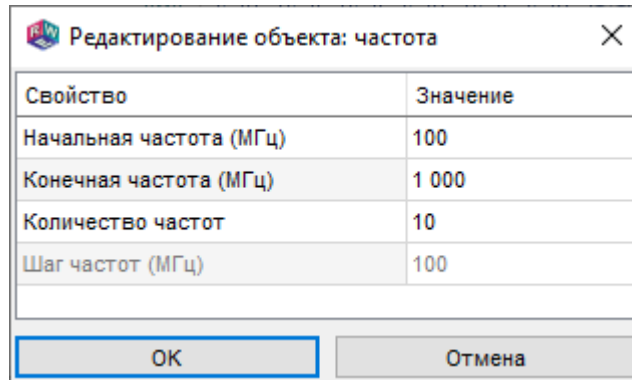 Редактирование объекта: частота
Свойство Значение
Начальная частота (МГц) 100
Конечная частота (МГц) 1 000
Количество частот 10
Шаг частот (МГц) 100
OK Отмена